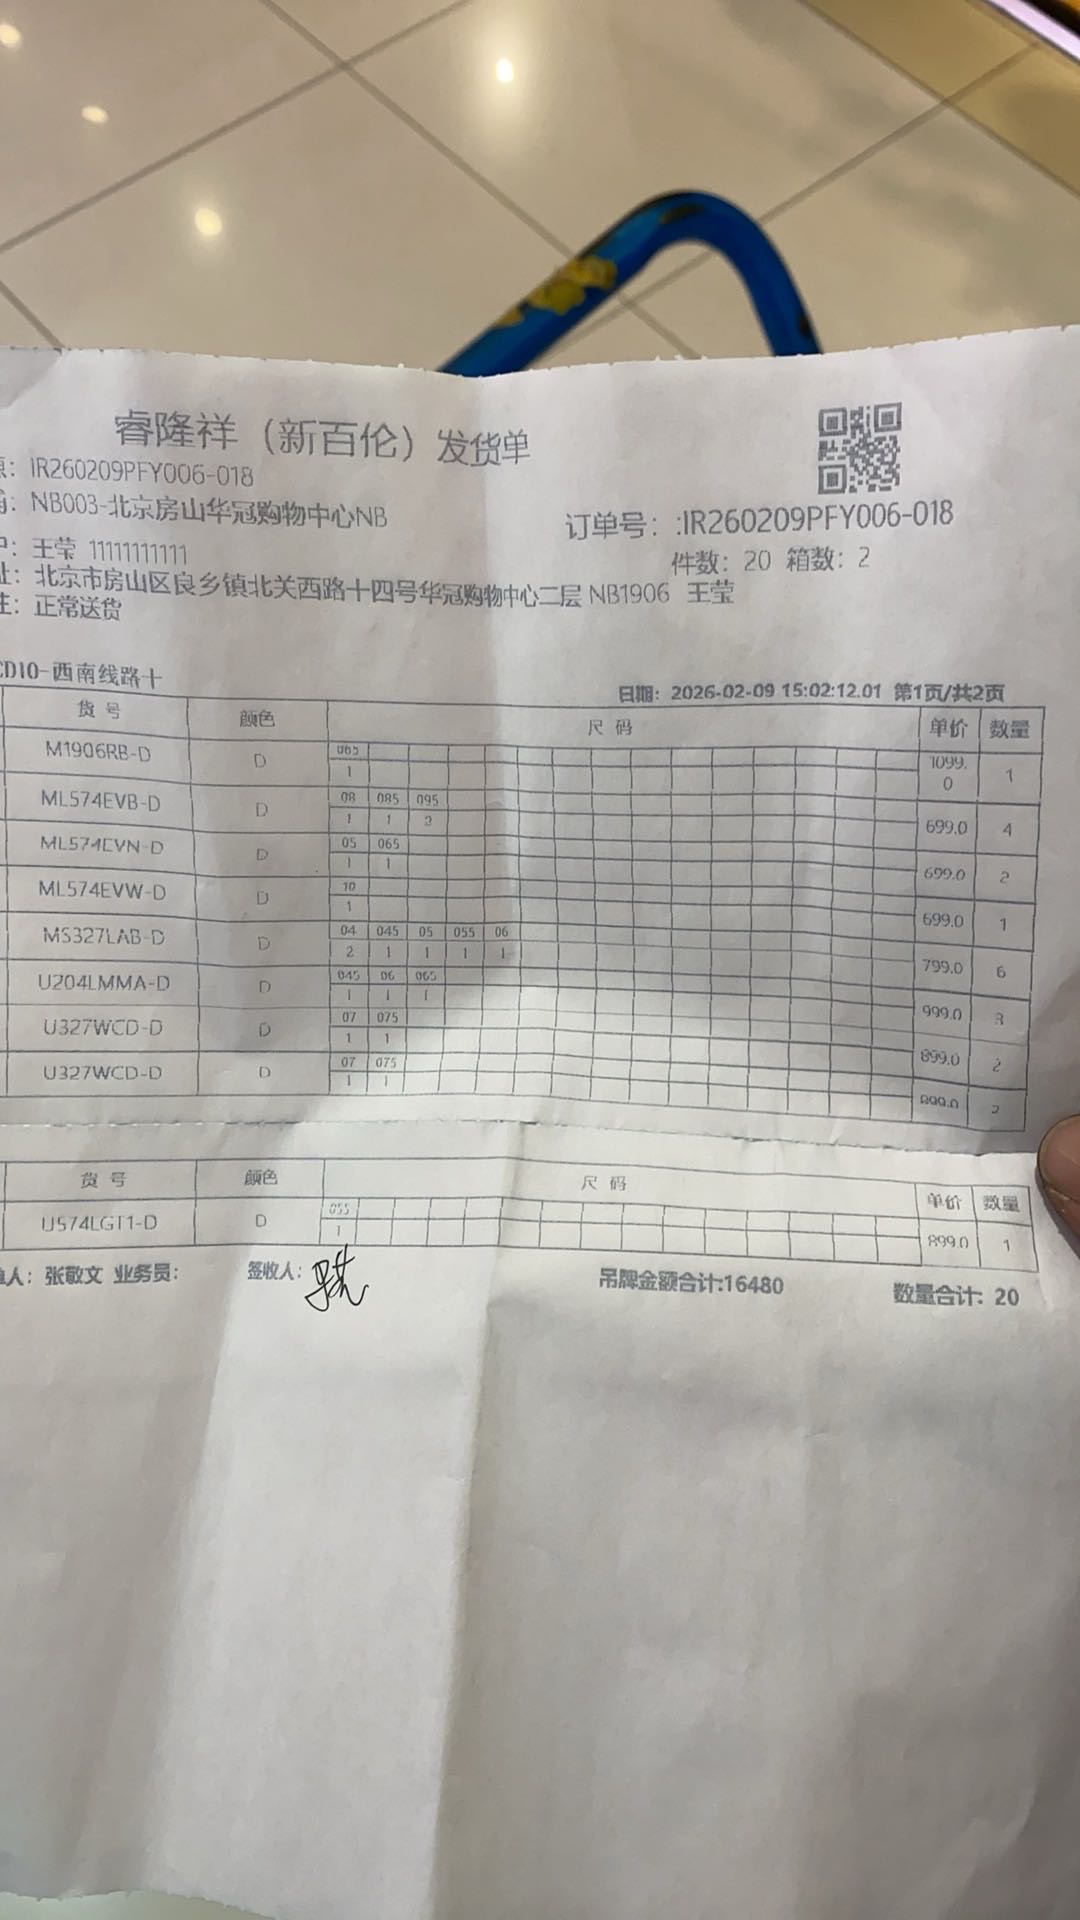 睿隆祥（新百伦）发货单
IR260209PFY006-018
NB003-北京房山华冠购物中心NB
订单号：:IR260209PFY006-018
王莹 11111111111
件数：20 箱数：2
址：北京市房山区良乡镇北关西路十四号华冠购物中心二层 NB1906 王莹
注：正常送货
CD10-西南线路十
日期：2026-02-09 15:02:12.01 第1页/共2页
货号 颜色 尺码 单价 数量
M1906RB-D D 065 1099.0 1
1
ML574EVB-D D 08 085 095 699.0 4
1 1 2
ML574EVN-D D 05 065 699.0 2
1 1
ML574EVW-D D 10 699.0 1
1
MS327LAB-D D 04 045 05 055 06 799.0 6
2 1 1 1 1
U204LMMA-D D 045 06 065 999.0 3
1 1 1
U327WCD-D D 07 075 899.0 2
1 1
U327WCD-D D 07 075 899.0 2
1 1
货号 颜色 尺码 单价 数量
U574LGT1-D D 055 899.0 1
1
人：张敬文 业务员： 签收人： 吊牌金额合计:16480 数量合计：20